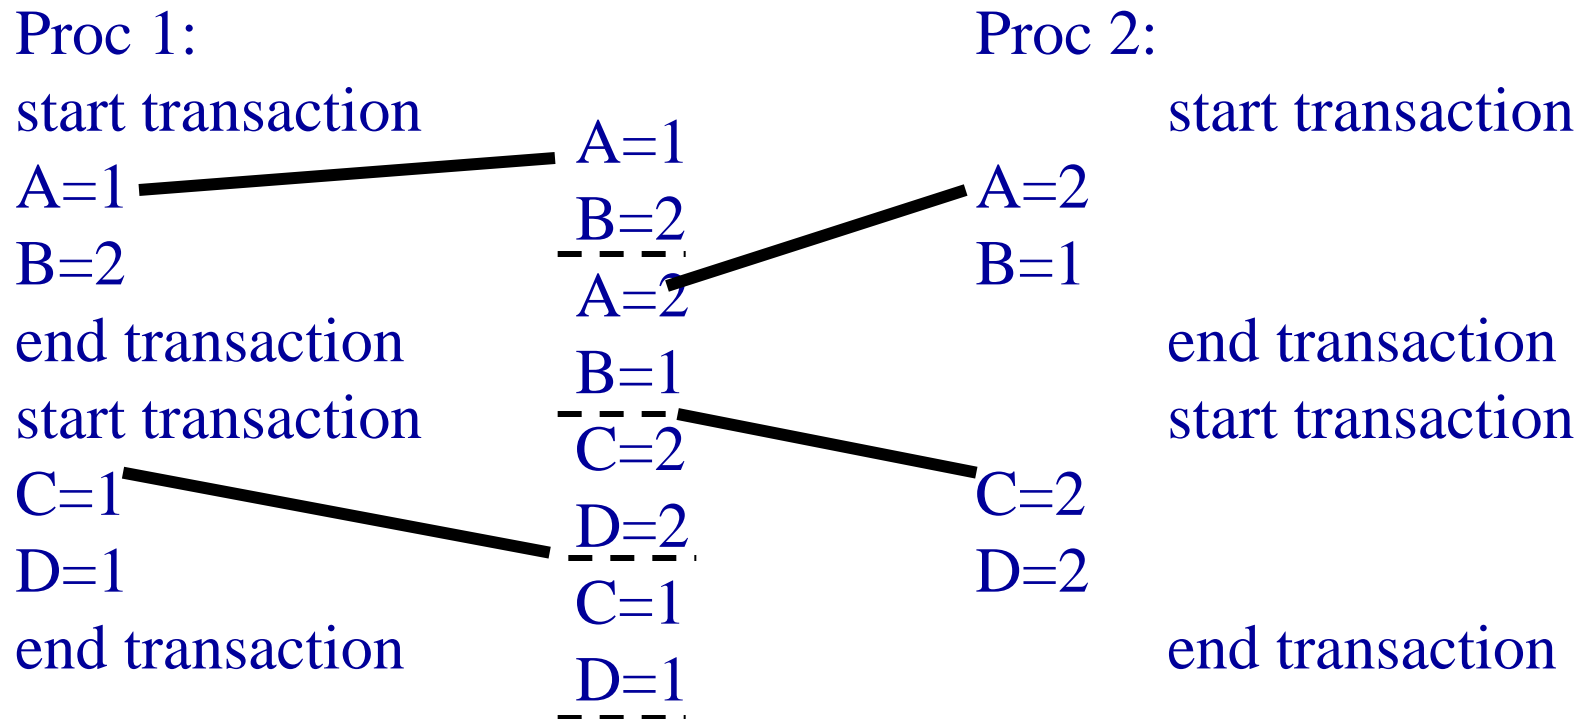 Proc 1:
start transaction
A=1
B=2
end transaction
start transaction
C=1
D=1
end transaction
A=1
B=2
A=2
B=1
C=2
D=2
C=1
D=1
Proc 2:
start transaction
A=2
B=1
end transaction
start transaction
C=2
D=2
end transaction